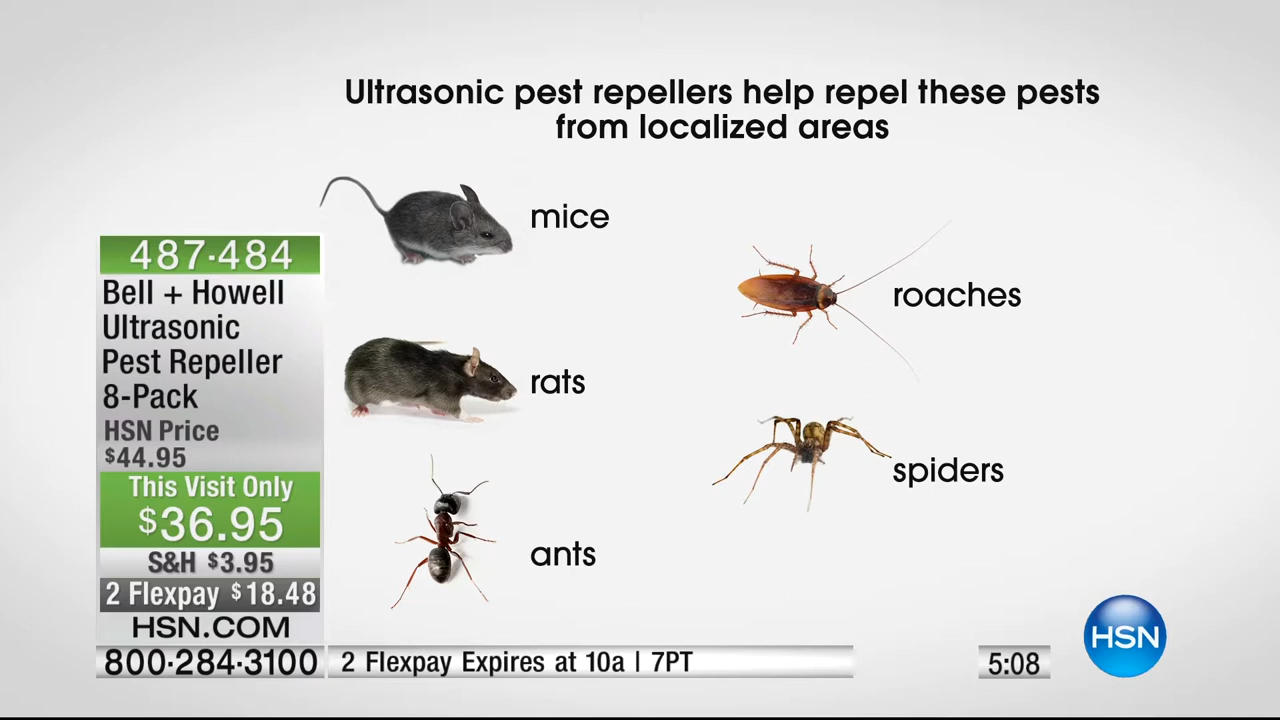 Ultrasonic pest repellers help repel these pests
from localized areas
mice
roaches
rats
spiders
ants
487·484
Bell + Howell
Ultrasonic
Pest Repeller
8-Pack
HSN Price
$44.95
This Visit Only
$36.95
S&H $3.95
2 Flexpay $18.48
HSN.COM
800·284·3100
2 Flexpay Expires at 10a | 7PT
5:08
HSN